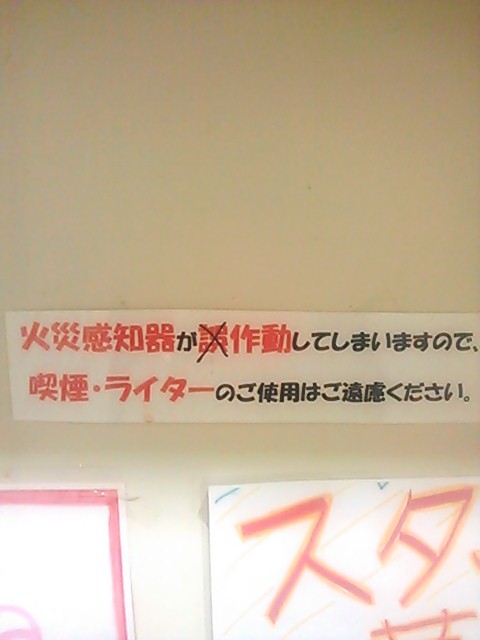 火災感知器が誤作動してしまいますので、
喫煙・ライターのご使用はご遠慮ください。
スタ